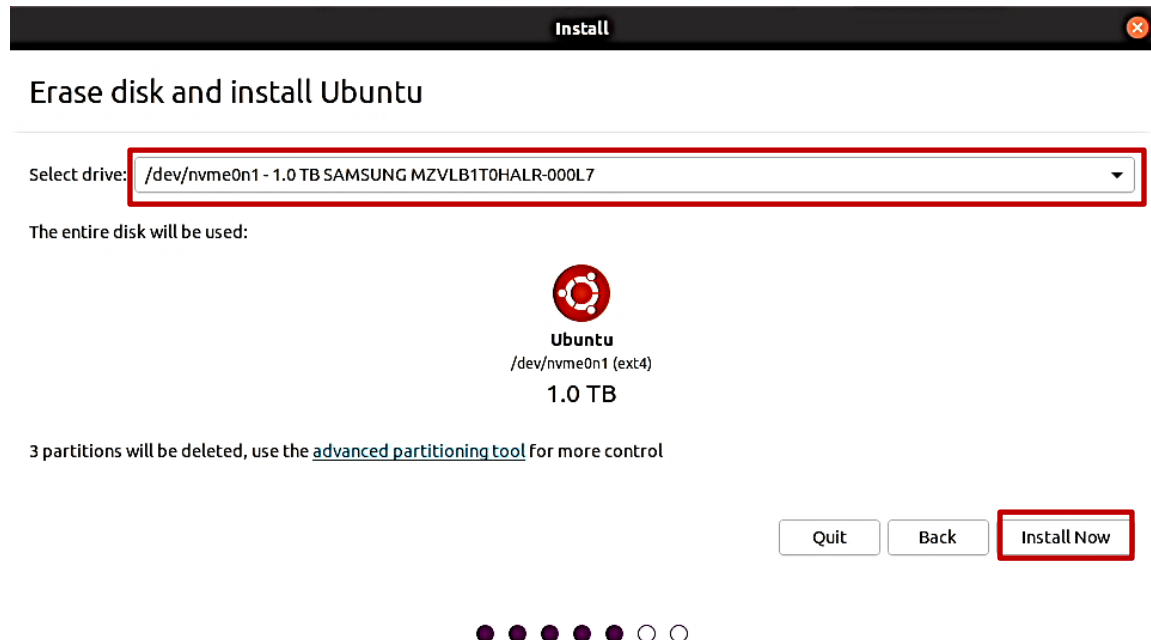 Install
Erase disk and install Ubuntu
Select drive: /dev/nvme0n1 - 1.0 TB SAMSUNG MZVLB1T0HALR-000L7
The entire disk will be used:
Ubuntu
/dev/nvme0n1 (ext4)
1.0 TB
3 partitions will be deleted, use the advanced partitioning tool for more control
Quit Back Install Now